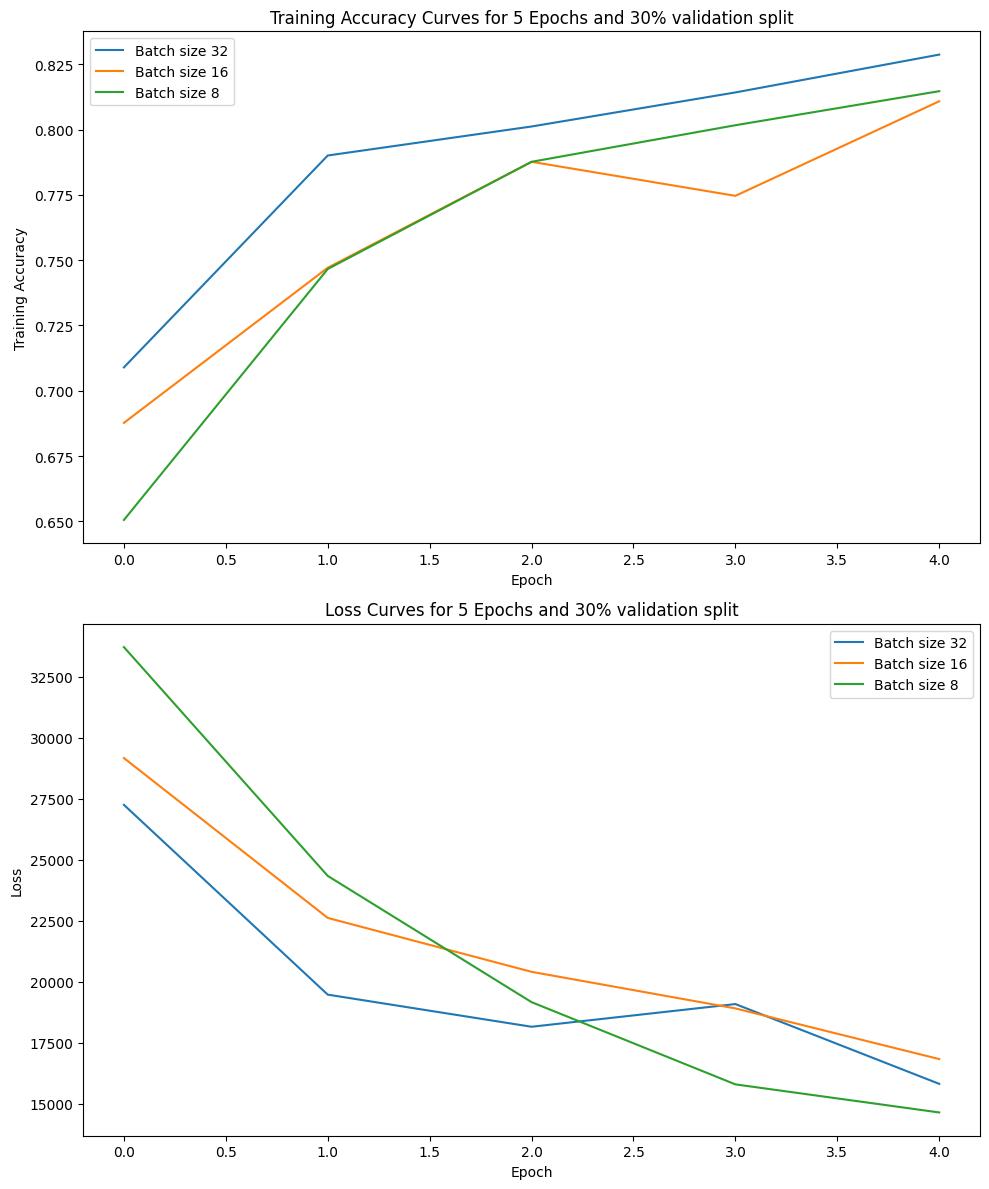 Training Accuracy Curves for 5 Epochs and 30% validation split
Batch size 32
Batch size 16
Batch size 8
0.825
0.800
0.775
0.750
0.725
0.700
0.675
0.650
Training Accuracy
0.0 0.5 1.0 1.5 2.0 2.5 3.0 3.5 4.0
Epoch
Loss Curves for 5 Epochs and 30% validation split
Batch size 32
Batch size 16
Batch size 8
32500
30000
27500
25000
22500
20000
17500
15000
Loss
0.0 0.5 1.0 1.5 2.0 2.5 3.0 3.5 4.0
Epoch